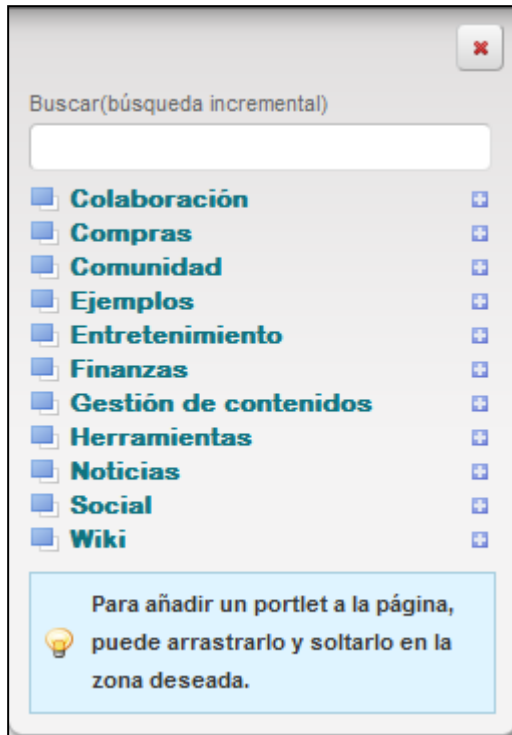 Buscar(búsqueda incremental)
Colaboración
Compras
Comunidad
Ejemplos
Entretenimiento
Finanzas
Gestión de contenidos
Herramientas
Noticias
Social
Wiki
Para añadir un portlet a la página,
puede arrastrarlo y soltarlo en la
zona deseada.